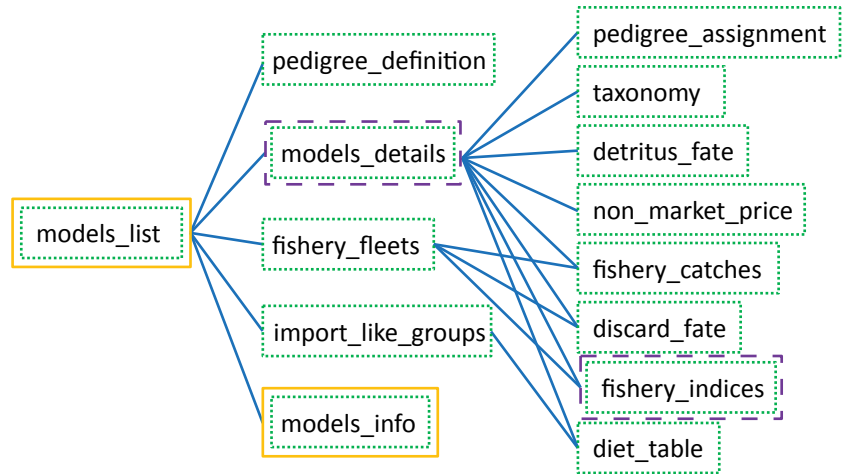 models_list
pedigree_definition
models_details
fishery_fleets
import_like_groups
models_info
pedigree_assignment
taxonomy
detritus_fate
non_market_price
fishery_catches
discard_fate
fishery_indices
diet_table